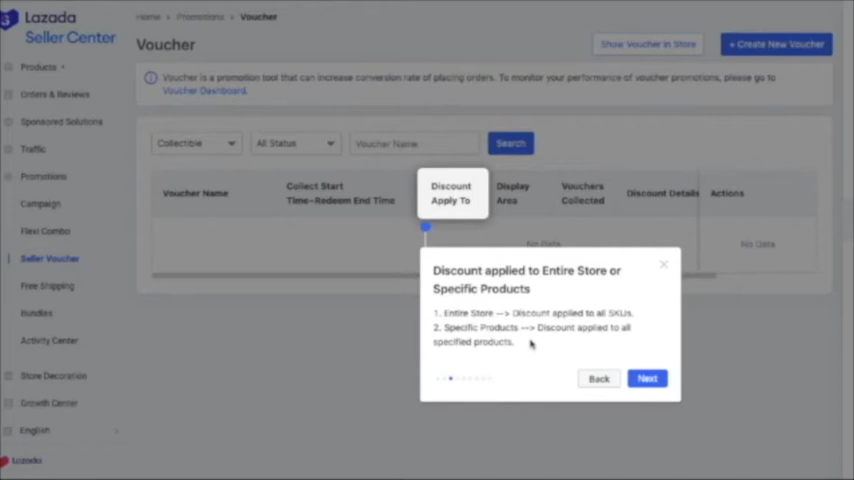 Lazada
Seller Center
Home > Promotions > Voucher
Voucher
Show Voucher in Store
+ Create New Voucher
Voucher is a promotion tool that can increase conversion rate of placing orders. To monitor your performance of voucher promotions, please go to
Voucher Dashboard.
Products
Orders & Reviews
Sponsored Solutions
Traffic
Promotions
Campaign
Flexi Combo
Seller Voucher
Free Shipping
Bundles
Activity Center
Store Decoration
Growth Center
English
Lazada
Collectible
All Status
Voucher Name
Search
Voucher Name
Collect Start
Time-Redeem End Time
Discount
Apply To
Display
Area
Vouchers
Collected
Discount Details
Actions
No Data
No Data
Discount applied to Entire Store or
Specific Products
1. Entire Store --> Discount applied to all SKUs.
2. Specific Products --> Discount applied to all
specified products.
Back
Next